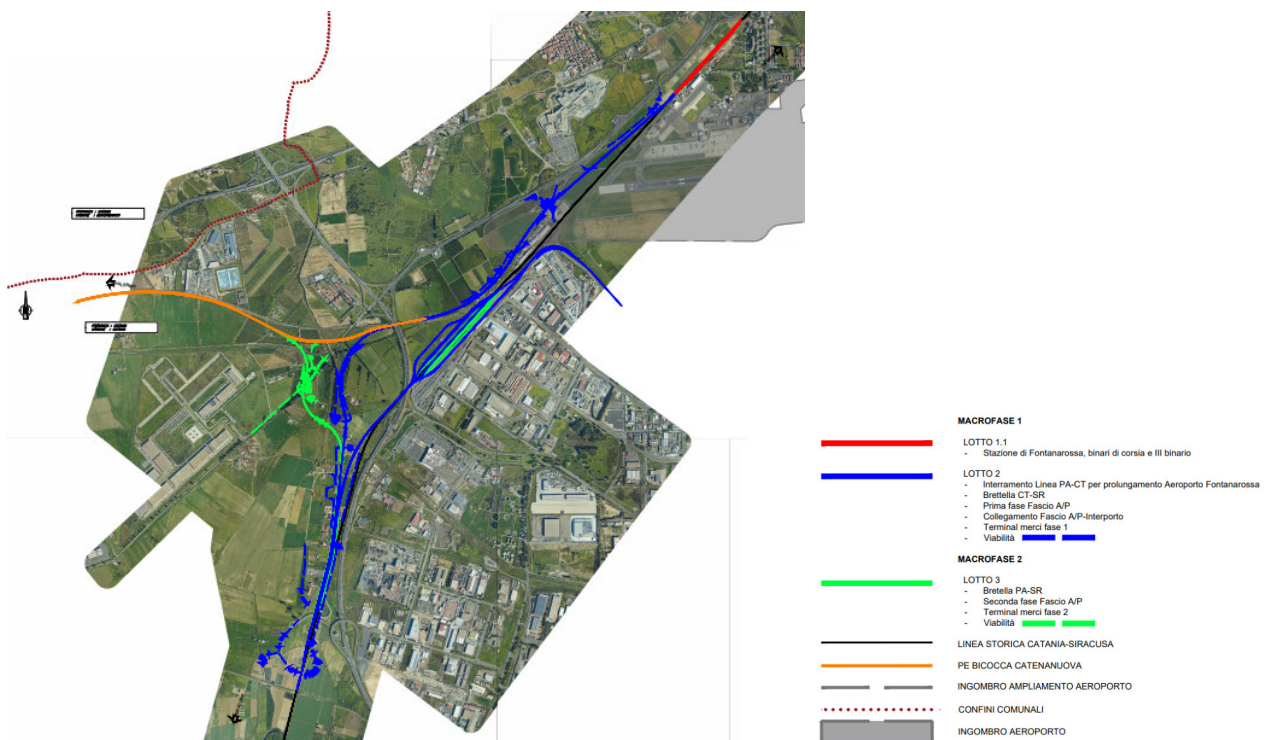 MACROFASE 1
LOTTO 1.1
- Stazione di Fontanarossa, binari di corsia e III binario
LOTTO 2
- Interramento Linea PA-CT per prolungamento Aeroporto Fontanarossa
- Brettella CT-SR
- Prima fase Fascio A/P
- Collegamento Fascio A/P-Interporto
- Terminal merci fase 1
- Viabilità
MACROFASE 2
LOTTO 3
- Bretella PA-SR
- Seconda fase Fascio A/P
- Terminal merci fase 2
- Viabilità
LINEA STORICA CATANIA-SIRACUSA
PE BICOCCA CATENANUOVA
INGOMBRO AMPLIAMENTO AEROPORTO
CONFINI COMUNALI
INGOMBRO AEROPORTO